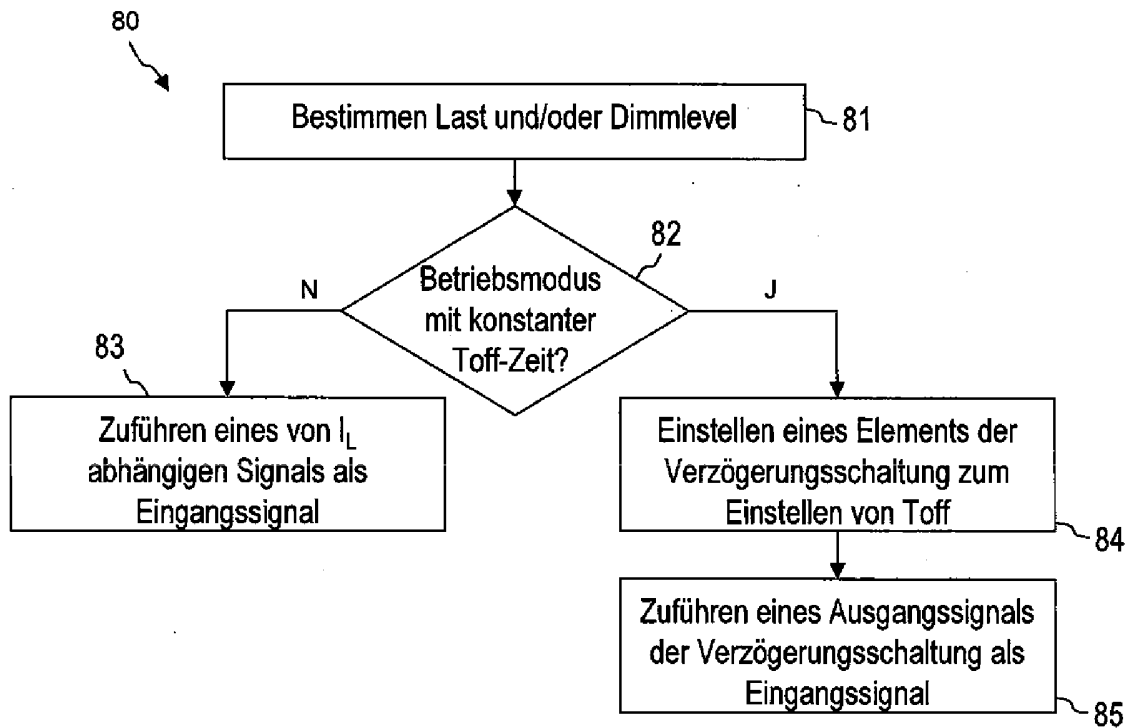 80
Bestimmen Last und/oder Dimmlevel
81
82
Betriebsmodus
mit konstanter
Toff-Zeit?
N
J
83
Zuführen eines von I_L
abhängigen Signals als
Eingangssignal
Einstellen eines Elements der
Verzögerungsschaltung zum
Einstellen von Toff
84
Zuführen eines Ausgangssignals
der Verzögerungsschaltung als
Eingangssignal
85